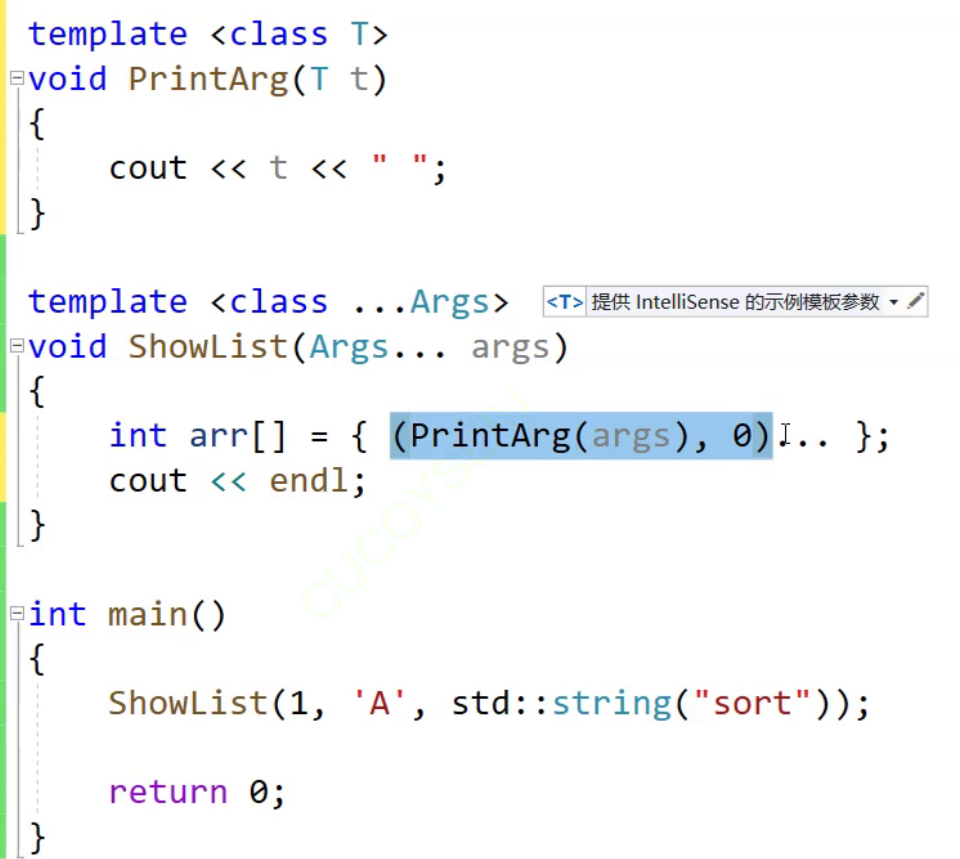 template <class T>
void PrintArg(T t)
{
    cout << t << " ";
}
template <class ...Args> <T> 提供 IntelliSense 的示例模板参数
void ShowList(Args... args)
{
    int arr[] = { (PrintArg(args), 0)... };
    cout << endl;
}
CUCOYSION
int main()
{
    ShowList(1, 'A', std::string("sort"));
    return 0;
}